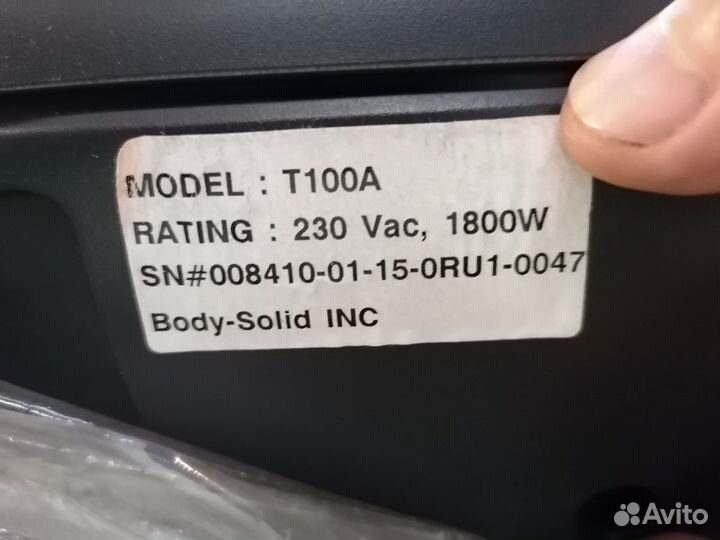 MODEL : T100A
RATING : 230 Vac, 1800W
SN#008410-01-15-0RU1-0047
Body-Solid INC
Avito